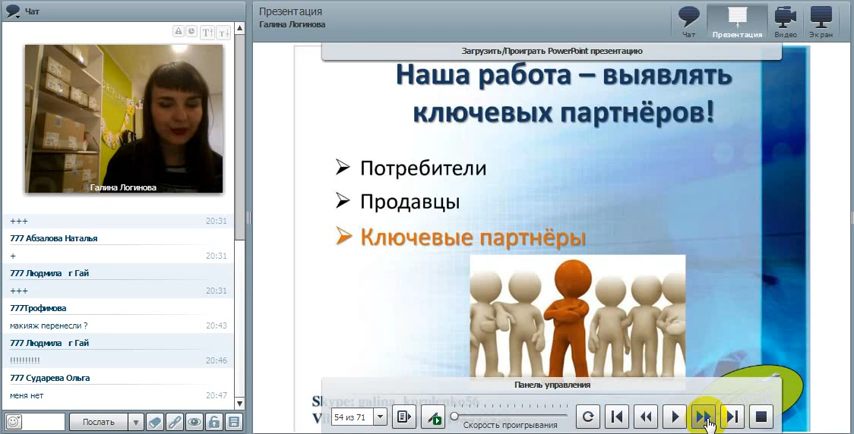 Чат
Галина Логинова
+++ 20:31
777 Абзалова Наталья
+ 20:31
777 Людмила г Гай
+++ 20:31
777Трофимова
макияж перенесли ? 20:43
777 Людмила г Гай
!!!!!!!!!! 20:46
777 Сударева Ольга
меня нет 20:47
Послать
Презентация
Галина Логинова
Чат
Презентация
Видео
Экран
Загрузить/Проиграть PowerPoint презентацию
Наша работа – выявлять
ключевых партнёров!
Потребители
Продавцы
Ключевые партнёры
Панель управления
54 из 71
Скорость проигрывания